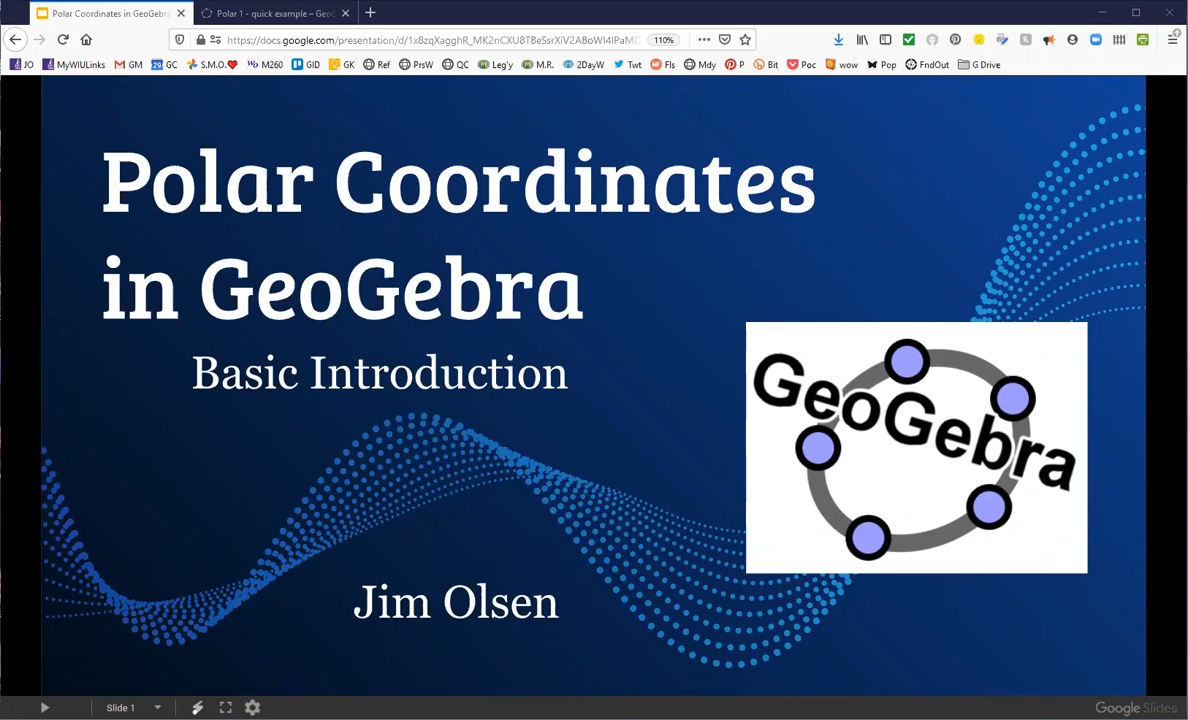 Polar Coordinates in GeoGebra
Polar 1 - quick example – GeoG
https://docs.google.com/presentation/d/1x8zqXagghR_MK2nCXU8TBeSsrXiV2ABoWI4IPaMD
110%
JO MyWIULinks GM GC S.M.O. M260 GID GK Ref PrsW QC Leg'y M.R. 2DayW Twt Fls Mdy P Bit Poc wow Pop FndOut G Drive
Polar Coordinates
in GeoGebra
Basic Introduction
GeoGebra
Jim Olsen
Slide 1
Google Slides